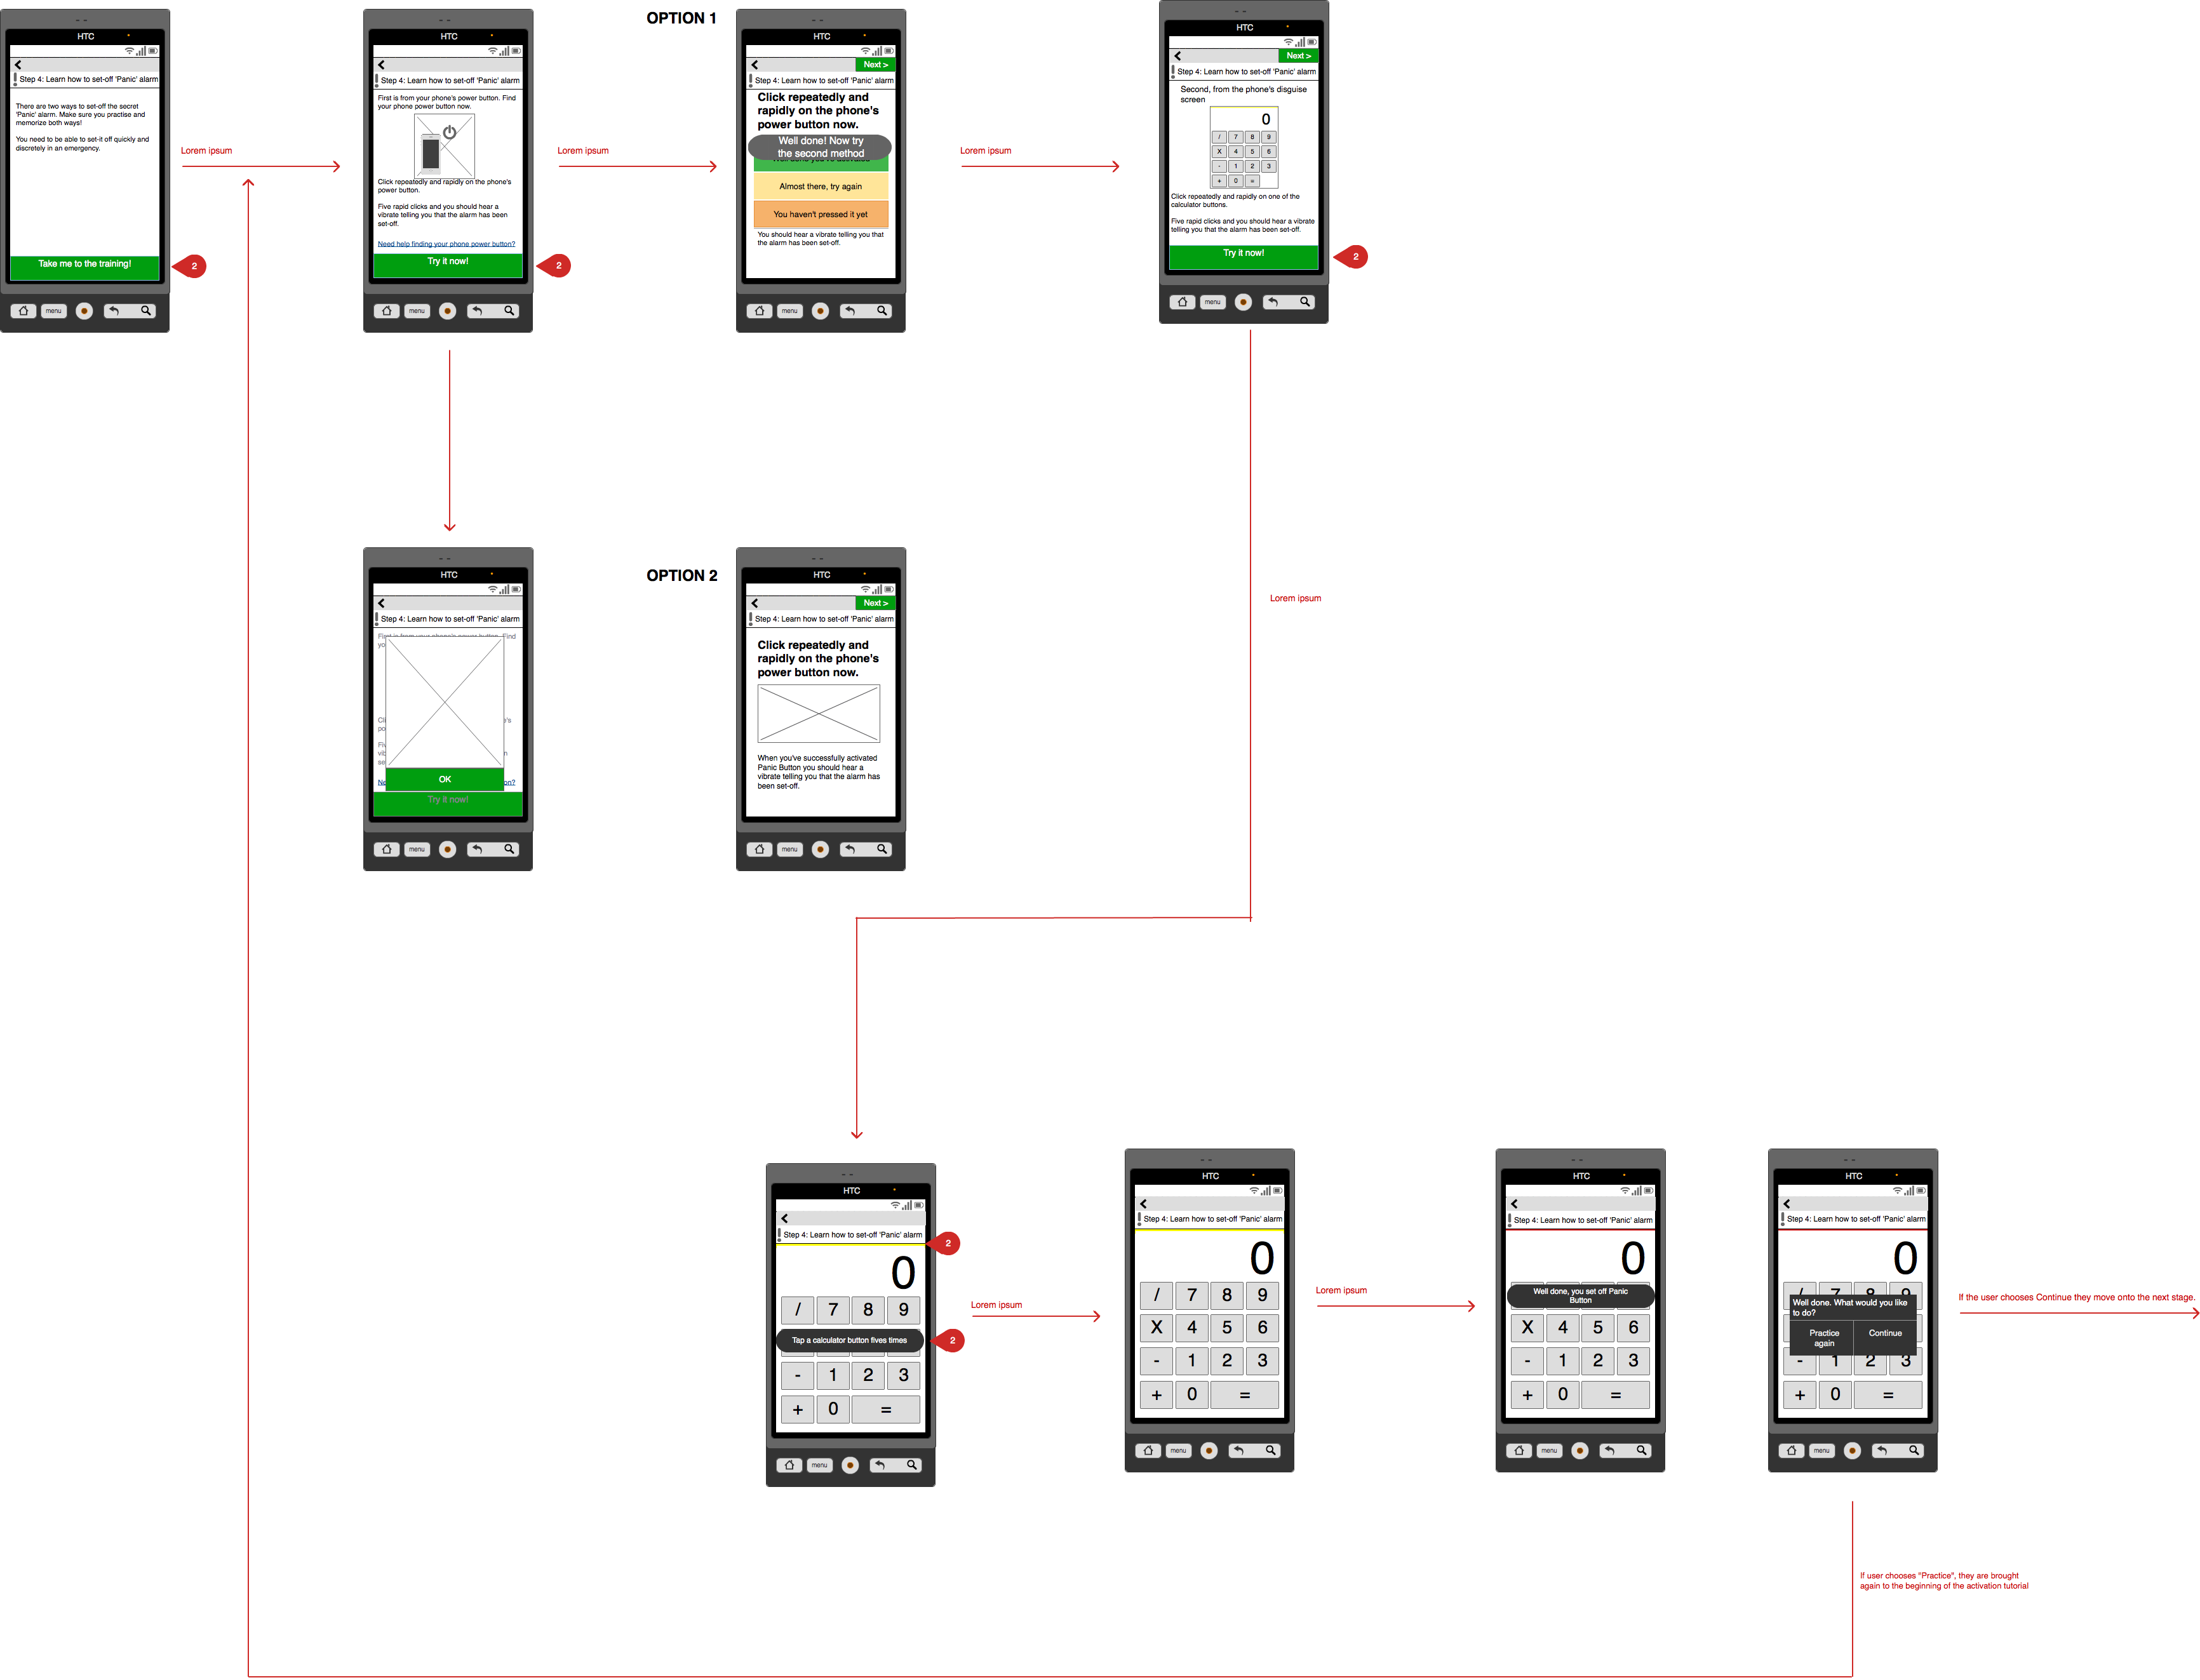 HTC
Step 4: Learn how to set-off 'Panic' alarm
There are two ways to set-off the secret
'Panic' alarm. Make sure you practise and
memorize both ways!
You need to be able to set-it off quickly and
discretely in an emergency.
Take me to the training!
2
menu
Lorem ipsum
HTC
Step 4: Learn how to set-off 'Panic' alarm
First is from your phone's power button. Find
your phone power button now.
Click repeatedly and rapidly on the phone's
power button.
Five rapid clicks and you should hear a
vibrate telling you that the alarm has been
set-off.
Need help finding your phone power button?
Try it now!
2
menu
Lorem ipsum
OPTION 1
HTC
Next >
Step 4: Learn how to set-off 'Panic' alarm
Click repeatedly and
rapidly on the phone's
power button now.
Well done! Now try
the second method
Almost there, try again
You haven't pressed it yet
You should hear a vibrate telling you that
the alarm has been set-off.
menu
Lorem ipsum
HTC
Next >
Step 4: Learn how to set-off 'Panic' alarm
Second, from the phone's disguise
screen
0
/ 7 8 9
X 4 5 6
- 1 2 3
+ 0 =
Click repeatedly and rapidly on one of the
calculator buttons.
Five rapid clicks and you should hear a vibrate
telling you that the alarm has been set-off.
Try it now!
2
menu
HTC
Step 4: Learn how to set-off 'Panic' alarm
OK
Try it now!
menu
OPTION 2
HTC
Next >
Step 4: Learn how to set-off 'Panic' alarm
Click repeatedly and
rapidly on the phone's
power button now.
When you've successfully activated
Panic Button you should hear a
vibrate telling you that the alarm has
been set-off.
menu
Lorem ipsum
HTC
Step 4: Learn how to set-off 'Panic' alarm
2
0
/ 7 8 9
Tap a calculator button fives times
2
- 1 2 3
+ 0 =
menu
Lorem ipsum
HTC
Step 4: Learn how to set-off 'Panic' alarm
0
/ 7 8 9
X 4 5 6
- 1 2 3
+ 0 =
menu
Lorem ipsum
HTC
Step 4: Learn how to set-off 'Panic' alarm
0
Well done, you set off Panic
Button
X 4 5 6
- 1 2 3
+ 0 =
menu
HTC
Step 4: Learn how to set-off 'Panic' alarm
0
/ 7 8 9
Well done. What would you like
to do?
Practice
again
Continue
- 1 2 3
+ 0 =
menu
If the user chooses Continue they move onto the next stage.
If user chooses "Practice", they are brought
again to the beginning of the activation tutorial